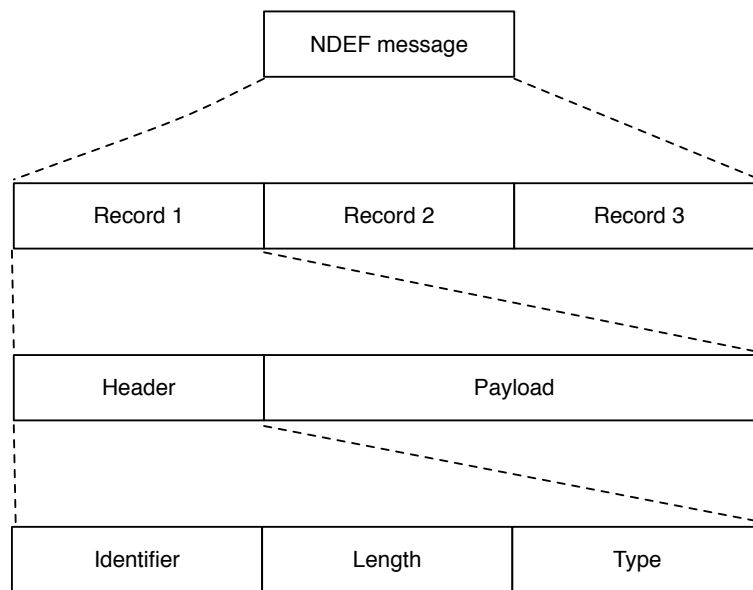 NDEF message
Record 1
Record 2
Record 3
Header
Payload
Identifier
Length
Type